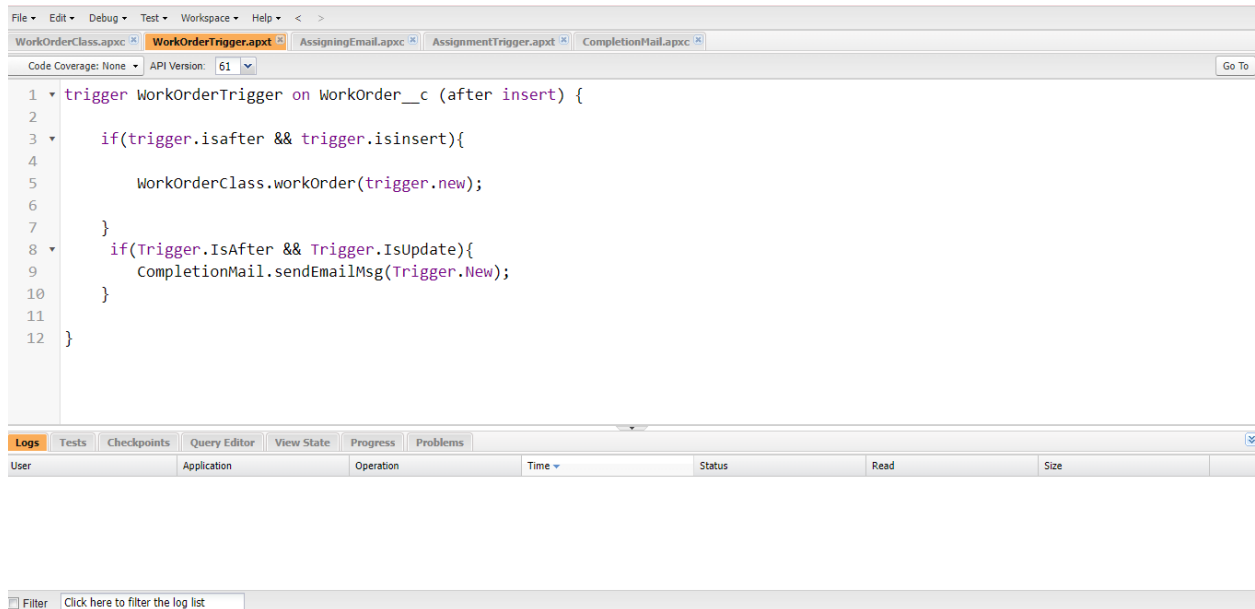 File Edit Debug Test Workspace Help < >
WorkOrderClass.apxc WorkOrderTrigger.apxt AssigningEmail.apxc AssignmentTrigger.apxt CompletionMail.apxc
Code Coverage: None API Version: 61 Go To
1 trigger WorkOrderTrigger on WorkOrder__c (after insert) {
2
3 if(trigger.isafter && trigger.isinsert){
4
5 WorkOrderClass.workOrder(trigger.new);
6
7 }
8 if(Trigger.IsAfter && Trigger.IsUpdate){
9 CompletionMail.sendEmailMsg(Trigger.New);
10 }
11
12 }
Logs Tests Checkpoints Query Editor View State Progress Problems
User Application Operation Time Status Read Size
Filter Click here to filter the log list